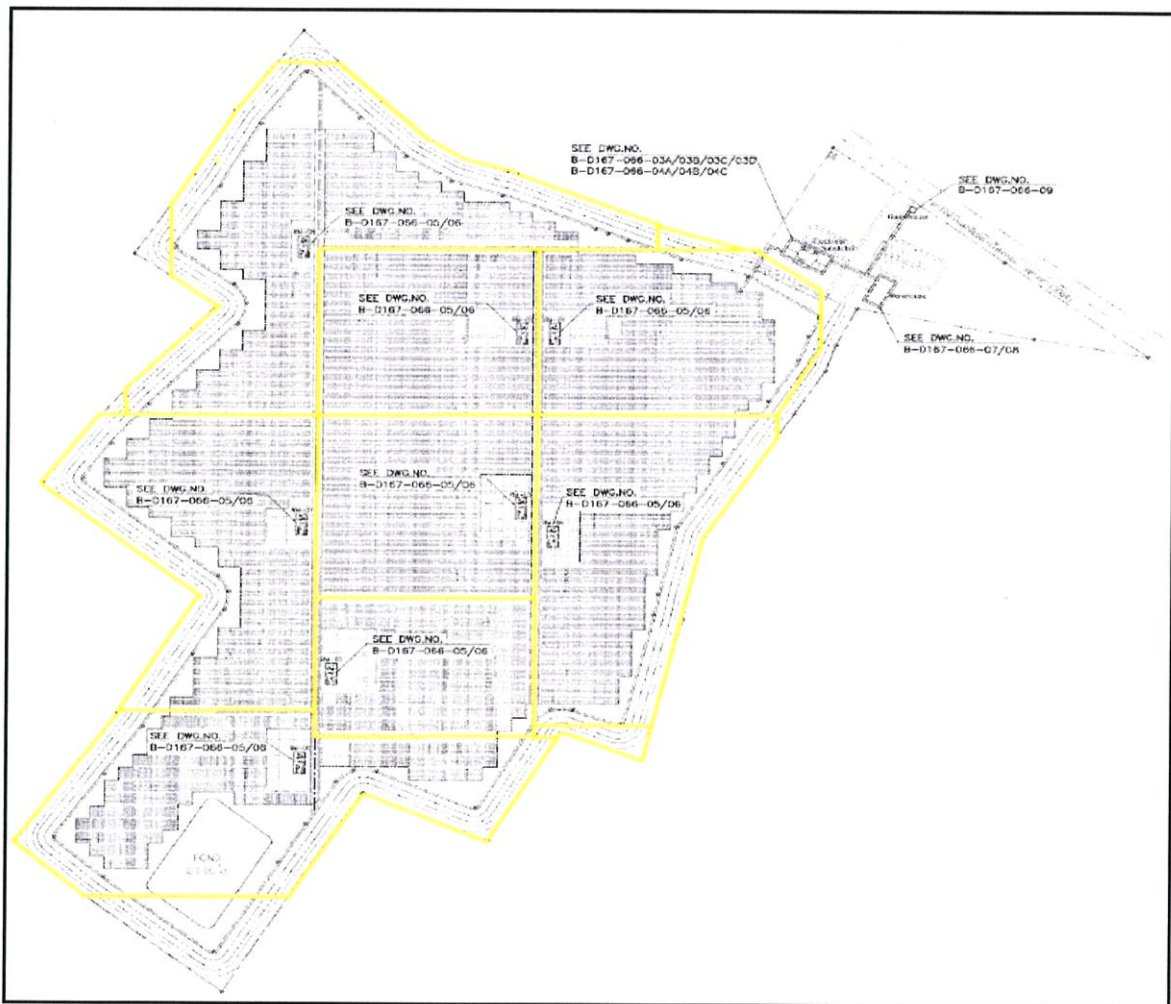 SEE DWG.NO.
B-D167-066-03A/03B/03C/03D
B-D167-066-04A/04B/04C
SEE DWG.NO.
B-D167-066-09
SEE DWG.NO.
B-D167-066-05/06
Guardhouse
Electrical
Substation
SEE DWG.NO.
B-D167-066-05/06
SEE DWG.NO.
B-D167-066-05/06
Warehouse
SEE DWG.NO.
B-D167-066-07/08
SEE DWG.NO.
B-D167-066-05/06
SEE DWG.NO.
B-D167-066-05/06
SEE DWG.NO.
B-D167-066-05/06
SEE DWG.NO.
B-D167-066-05/06
SEE DWG.NO.
B-D167-066-05/06
POND